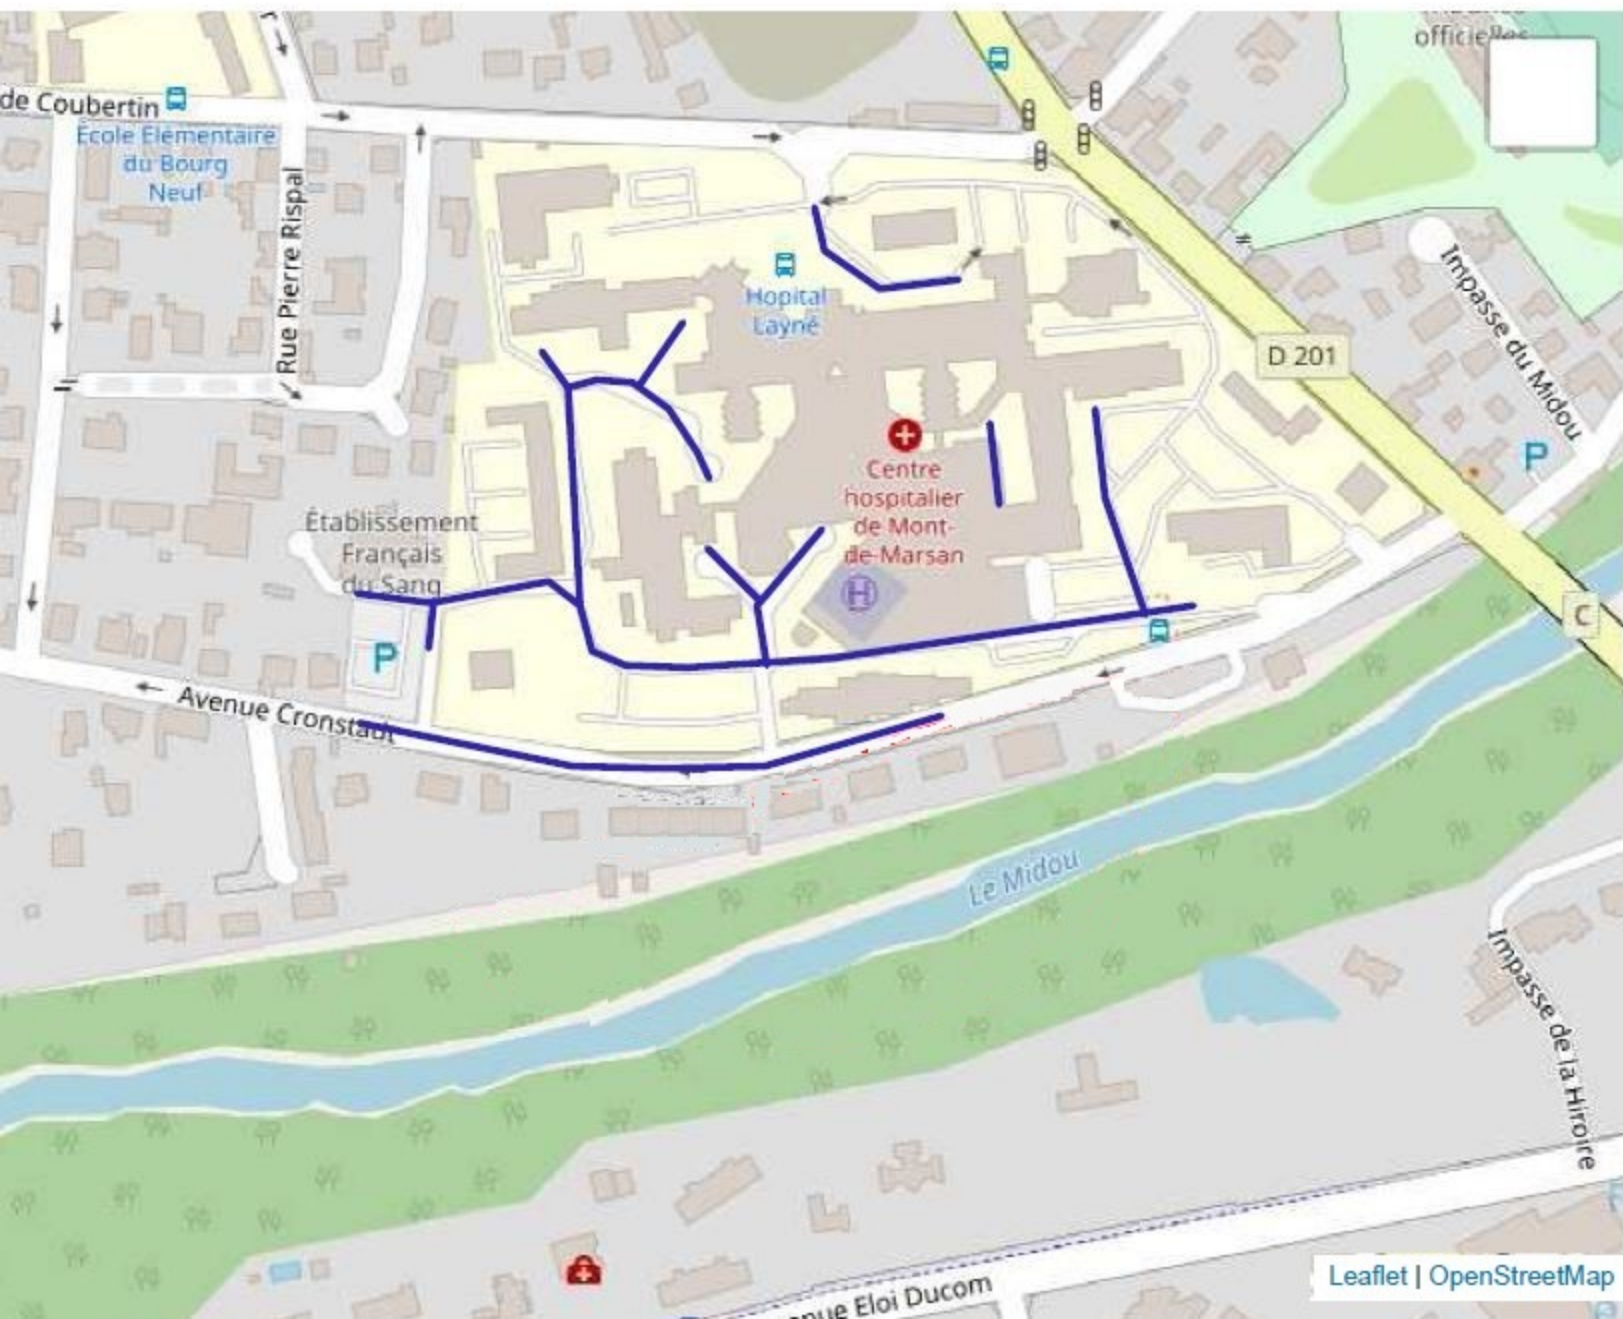 officielles
de Coubertin
École Élémentaire
du Bourg
Neuf
Rue Pierre Rispal
Hopital
Layné
D 201
Impasse du Midou
P
Centre
hospitalier
de Mont-
de-Marsan
H
Établissement
Français
du Sang
P
C
Avenue Cronstadt
Le Midou
Impasse de la Hiroire
nue Eloi Ducom
Leaflet | OpenStreetMap